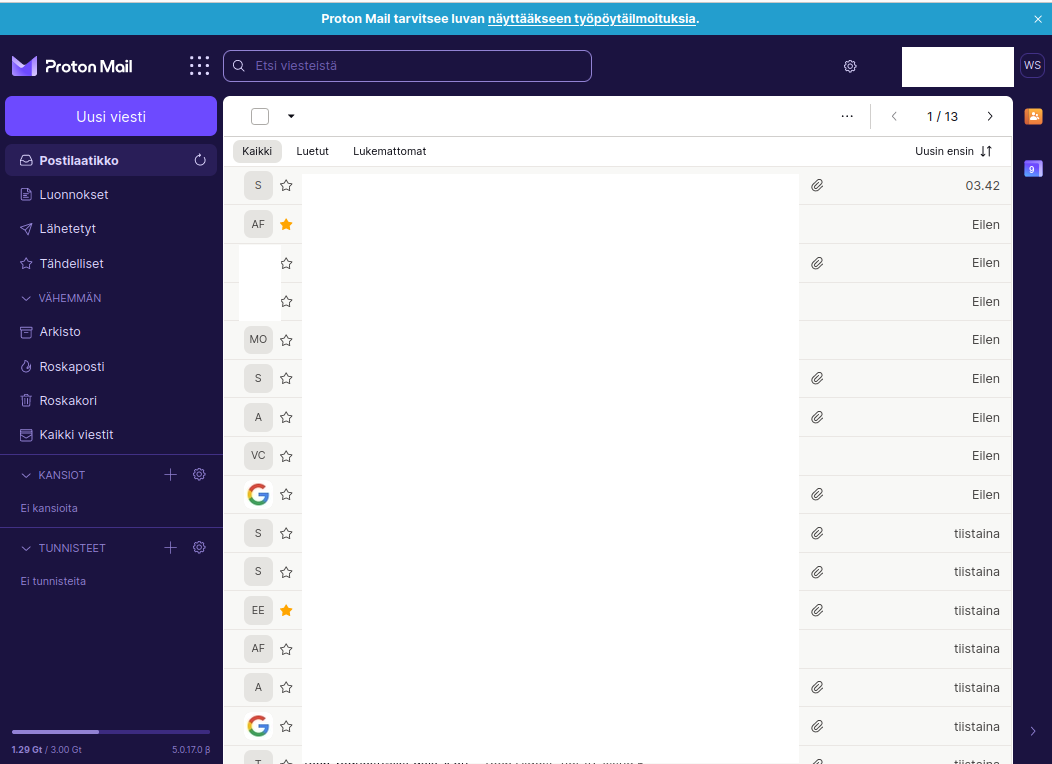 Proton Mail tarvitsee luvan näyttääkseen työpöytäilmoituksia.
Proton Mail
Etsi viesteistä
WS
Uusi viesti
1 / 13
Postilaatikko
Kaikki Luetut Lukemattomat Uusin ensin
9
Luonnokset
S 03.42
Lähetetyt
AF Eilen
Tähdelliset
Eilen
VÄHEMMÄN
Eilen
Arkisto
MO Eilen
Roskaposti
S Eilen
Roskakori
A Eilen
Kaikki viestit
VC Eilen
KANSIOT
Ei kansioita
G Eilen
S tiistaina
TUNNISTEET
Ei tunnisteita
S tiistaina
EE tiistaina
AF tiistaina
A tiistaina
G tiistaina
1.29 Gt / 3.00 Gt 5.0.17.0 β